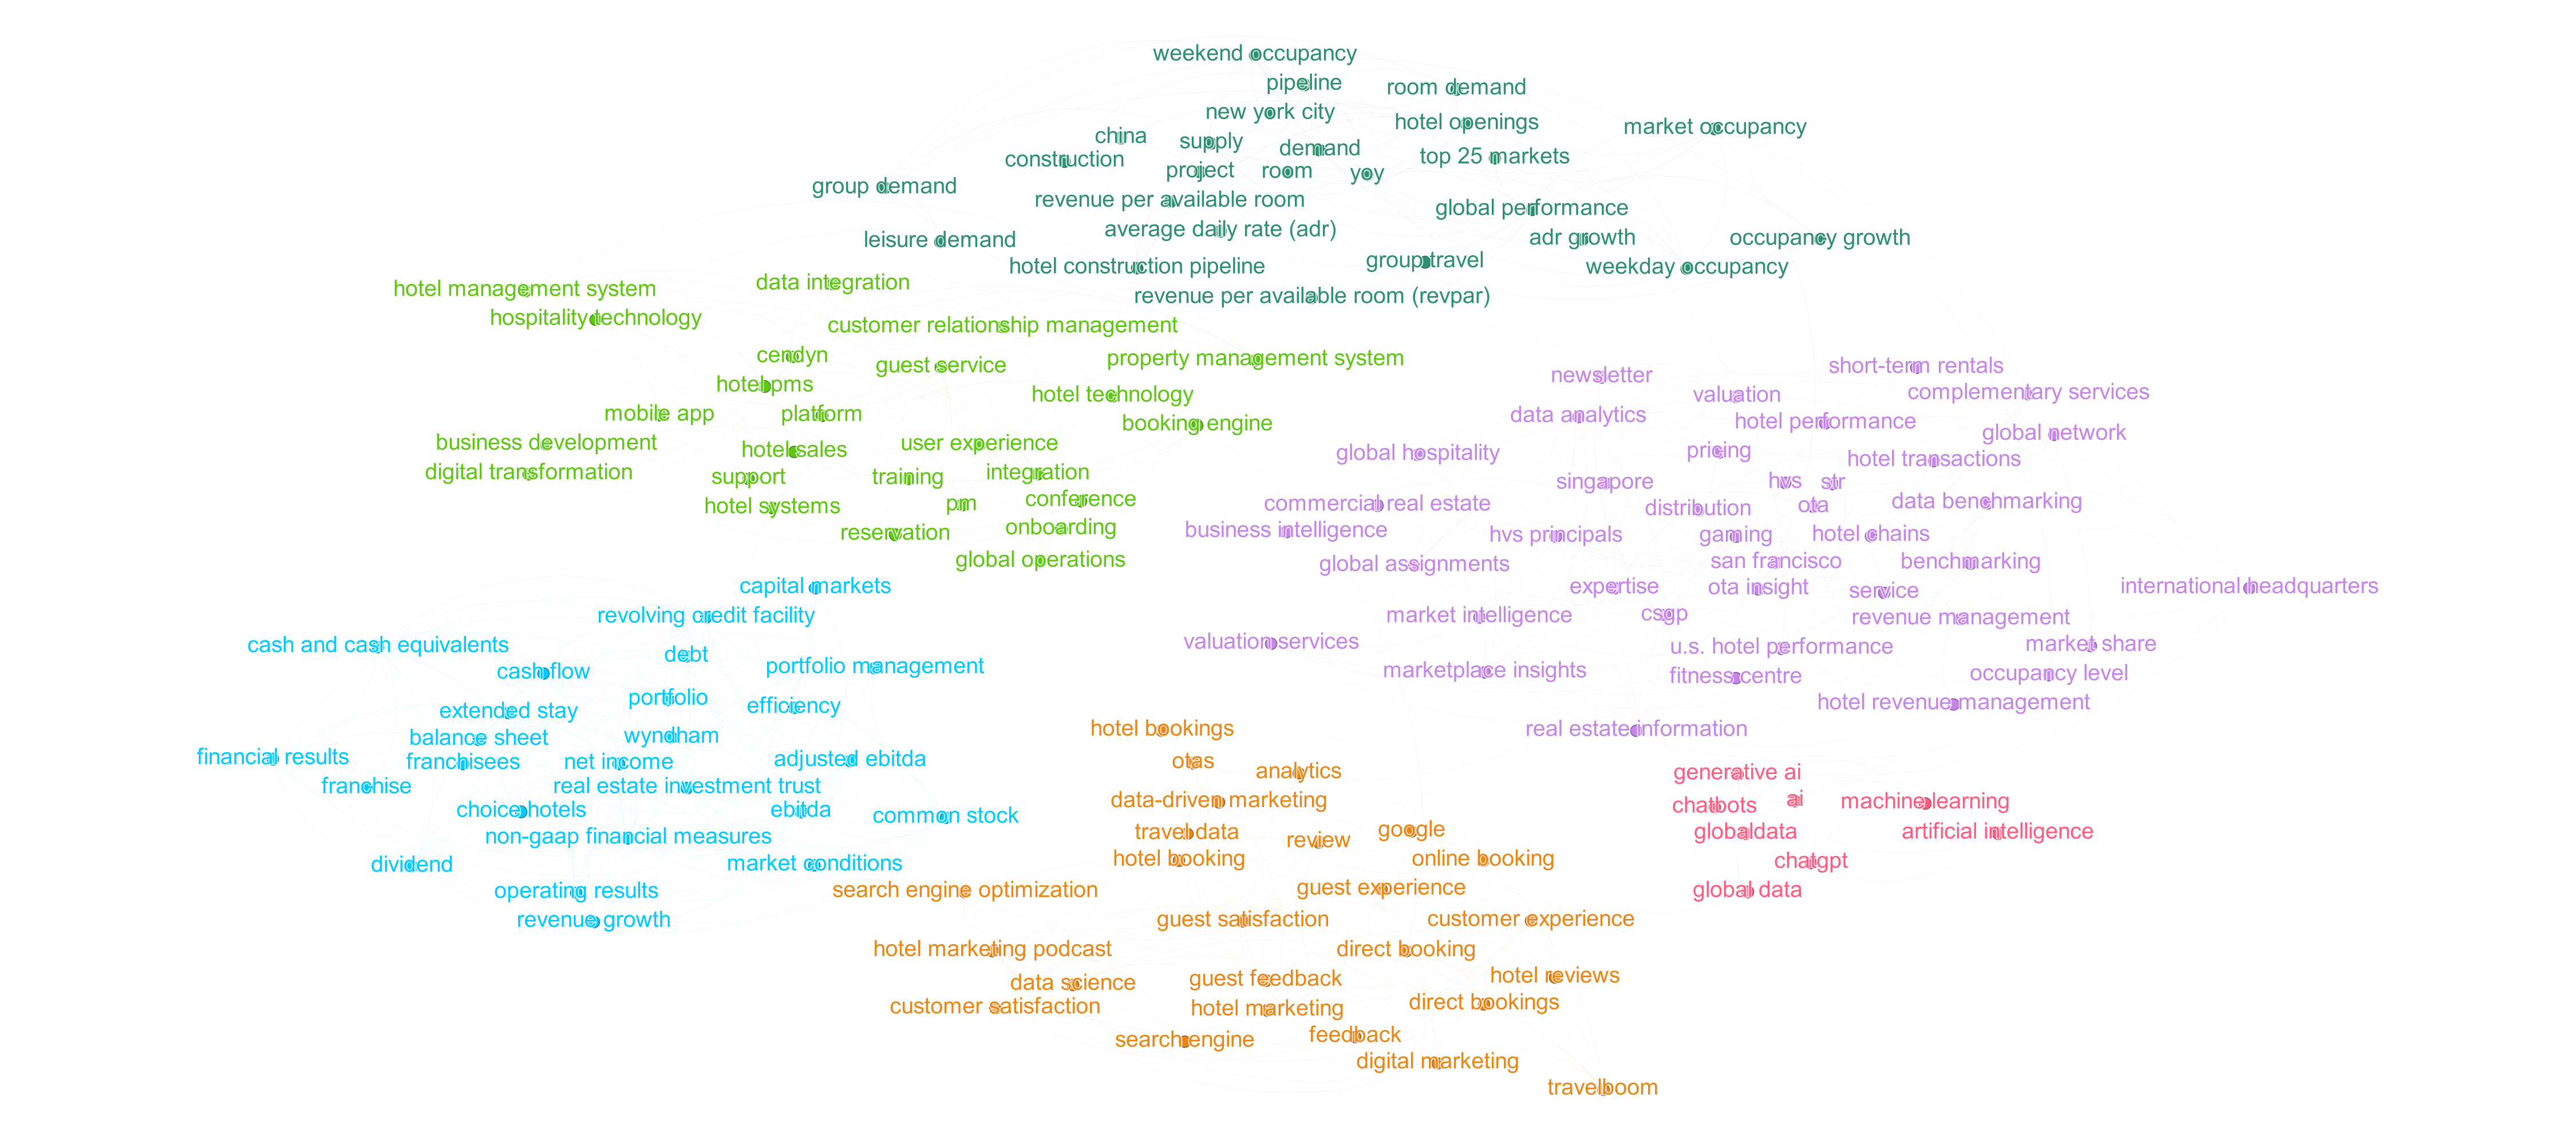 weekend occupancy
pipeline
room demand
new york city
hotel openings
market occupancy
china
supply
demand
construction
top 25 markets
project
room
yoy
group demand
revenue per available room
global performance
average daily rate (adr)
adr growth
occupancy growth
leisure demand
group travel
hotel construction pipeline
weekday occupancy
revenue per available room (revpar)
data integration
hotel management system
hospitality technology
customer relationship management
cendyn
guest service
property management system
hotel pms
hotel technology
mobile app
platform
booking engine
business development
user experience
hotel sales
digital transformation
support
training
integration
hotel systems
pm
conference
reservation
onboarding
global operations
short-term rentals
newsletter
valuation
complementary services
data analytics
hotel performance
global network
global hospitality
pricing
hotel transactions
singapore
hvs
str
commercial real estate
distribution
ota
data benchmarking
business intelligence
hvs principals
gaming
hotel chains
global assignments
san francisco
benchmarking
expertise
ota insight
service
international headquarters
market intelligence
csgp
revenue management
valuation services
u.s. hotel performance
market share
marketplace insights
fitness centre
occupancy level
hotel revenue management
real estate information
capital markets
revolving credit facility
cash and cash equivalents
debt
cash flow
portfolio management
portfolio
efficiency
extended stay
balance sheet
wyndham
financial results
franchisees
net income
adjusted ebitda
franchise
real estate investment trust
choice hotels
ebitda
common stock
non-gaap financial measures
dividend
market conditions
operating results
revenue growth
hotel bookings
otas
analytics
data-driven marketing
travel data
review
google
hotel booking
online booking
search engine optimization
guest experience
guest satisfaction
customer experience
hotel marketing podcast
direct booking
data science
guest feedback
hotel reviews
customer satisfaction
hotel marketing
direct bookings
search engine
feedback
digital marketing
travelboom
generative ai
chatbots
ai
machine learning
globaldata
artificial intelligence
chatgpt
global data